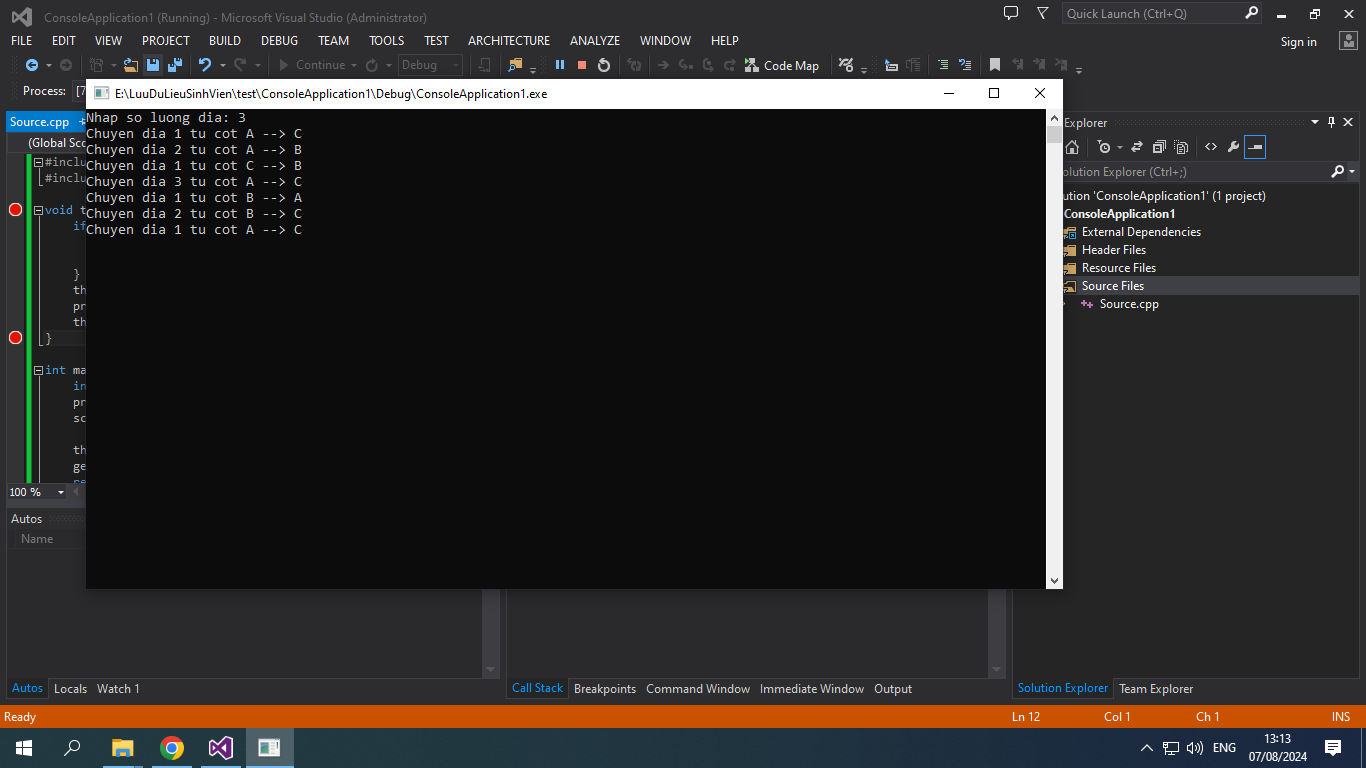 ConsoleApplication1 (Running) - Microsoft Visual Studio (Administrator)
Quick Launch (Ctrl+Q)
FILE EDIT VIEW PROJECT BUILD DEBUG TEAM TOOLS TEST ARCHITECTURE ANALYZE WINDOW HELP
Sign in
Continue Debug Code Map
Process: [7
E:\LuuDuLieuSinhVien\test\ConsoleApplication1\Debug\ConsoleApplication1.exe
Nhap so luong dia: 3
Chuyen dia 1 tu cot A --> C
Chuyen dia 2 tu cot A --> B
Chuyen dia 1 tu cot C --> B
Chuyen dia 3 tu cot A --> C
Chuyen dia 1 tu cot B --> A
Chuyen dia 2 tu cot B --> C
Chuyen dia 1 tu cot A --> C
Source.cpp
(Global Sco
#inclu
#inclu
void t
if
}
th
pr
th
}
int ma
in
pr
sc
th
ge
re
100 %
Autos
Name
Autos Locals Watch 1
Call Stack Breakpoints Command Window Immediate Window Output
Explorer
olution Explorer (Ctrl+;)
ution 'ConsoleApplication1' (1 project)
ConsoleApplication1
External Dependencies
Header Files
Resource Files
Source Files
Source.cpp
Solution Explorer Team Explorer
Ready
Ln 12 Col 1 Ch 1 INS
ENG
13:13
07/08/2024